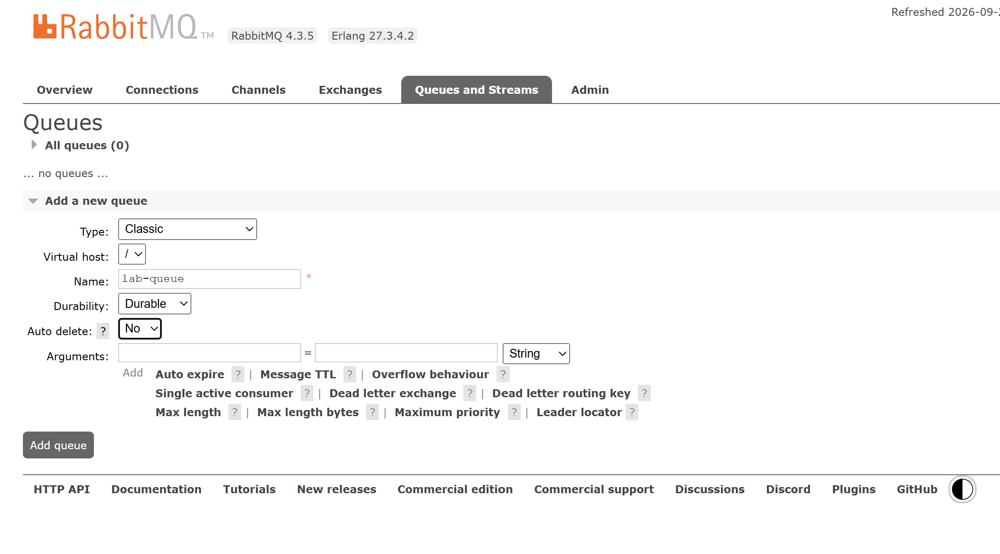 RabbitMQ TM RabbitMQ 4.3.5 Erlang 27.3.4.2
Refreshed 2026-09-
Overview Connections Channels Exchanges Queues and Streams Admin
Queues
All queues (0)
... no queues ...
Add a new queue
Type: Classic
Virtual host: /
Name: lab-queue *
Durability: Durable
Auto delete: ? No
Arguments: = String
Add Auto expire ? | Message TTL ? | Overflow behaviour ?
Single active consumer ? | Dead letter exchange ? | Dead letter routing key ?
Max length ? | Max length bytes ? | Maximum priority ? | Leader locator ?
Add queue
HTTP API Documentation Tutorials New releases Commercial edition Commercial support Discussions Discord Plugins GitHub